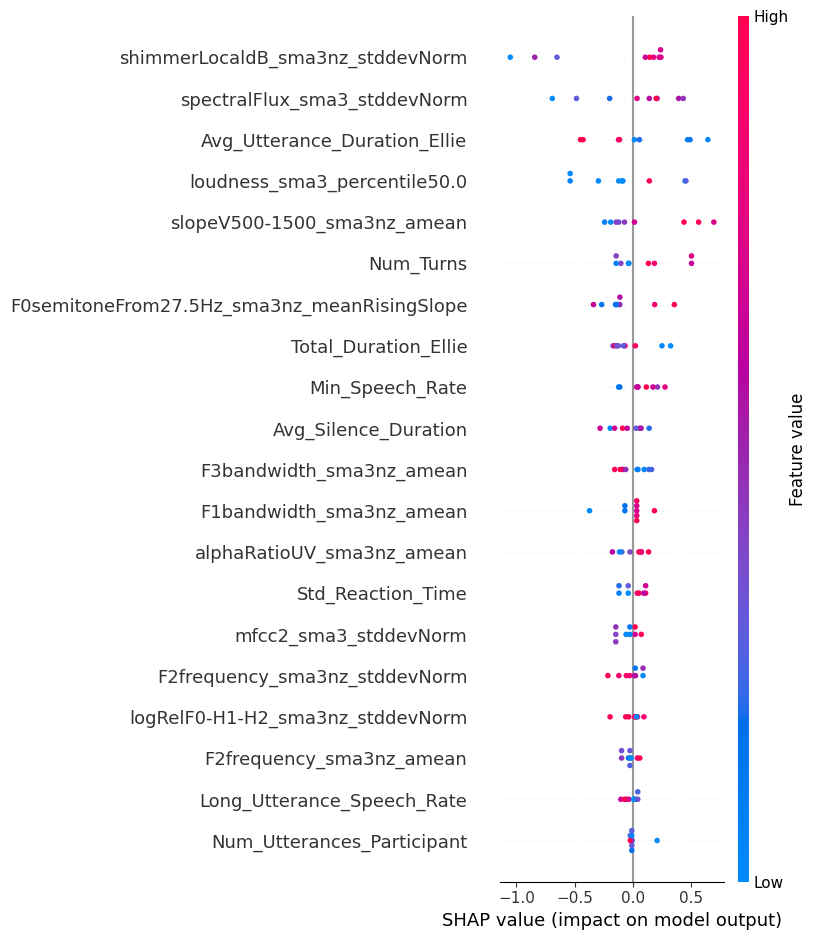 High
shimmerLocaldB_sma3nz_stddevNorm
spectralFlux_sma3_stddevNorm
Avg_Utterance_Duration_Ellie
loudness_sma3_percentile50.0
slopeV500-1500_sma3nz_amean
Num_Turns
F0semitoneFrom27.5Hz_sma3nz_meanRisingSlope
Total_Duration_Ellie
Min_Speech_Rate
Avg_Silence_Duration
F3bandwidth_sma3nz_amean
F1bandwidth_sma3nz_amean
alphaRatioUV_sma3nz_amean
Std_Reaction_Time
mfcc2_sma3_stddevNorm
F2frequency_sma3nz_stddevNorm
logRelF0-H1-H2_sma3nz_stddevNorm
F2frequency_sma3nz_amean
Long_Utterance_Speech_Rate
Num_Utterances_Participant
Feature value
Low
−1.0 −0.5 0.0 0.5
SHAP value (impact on model output)